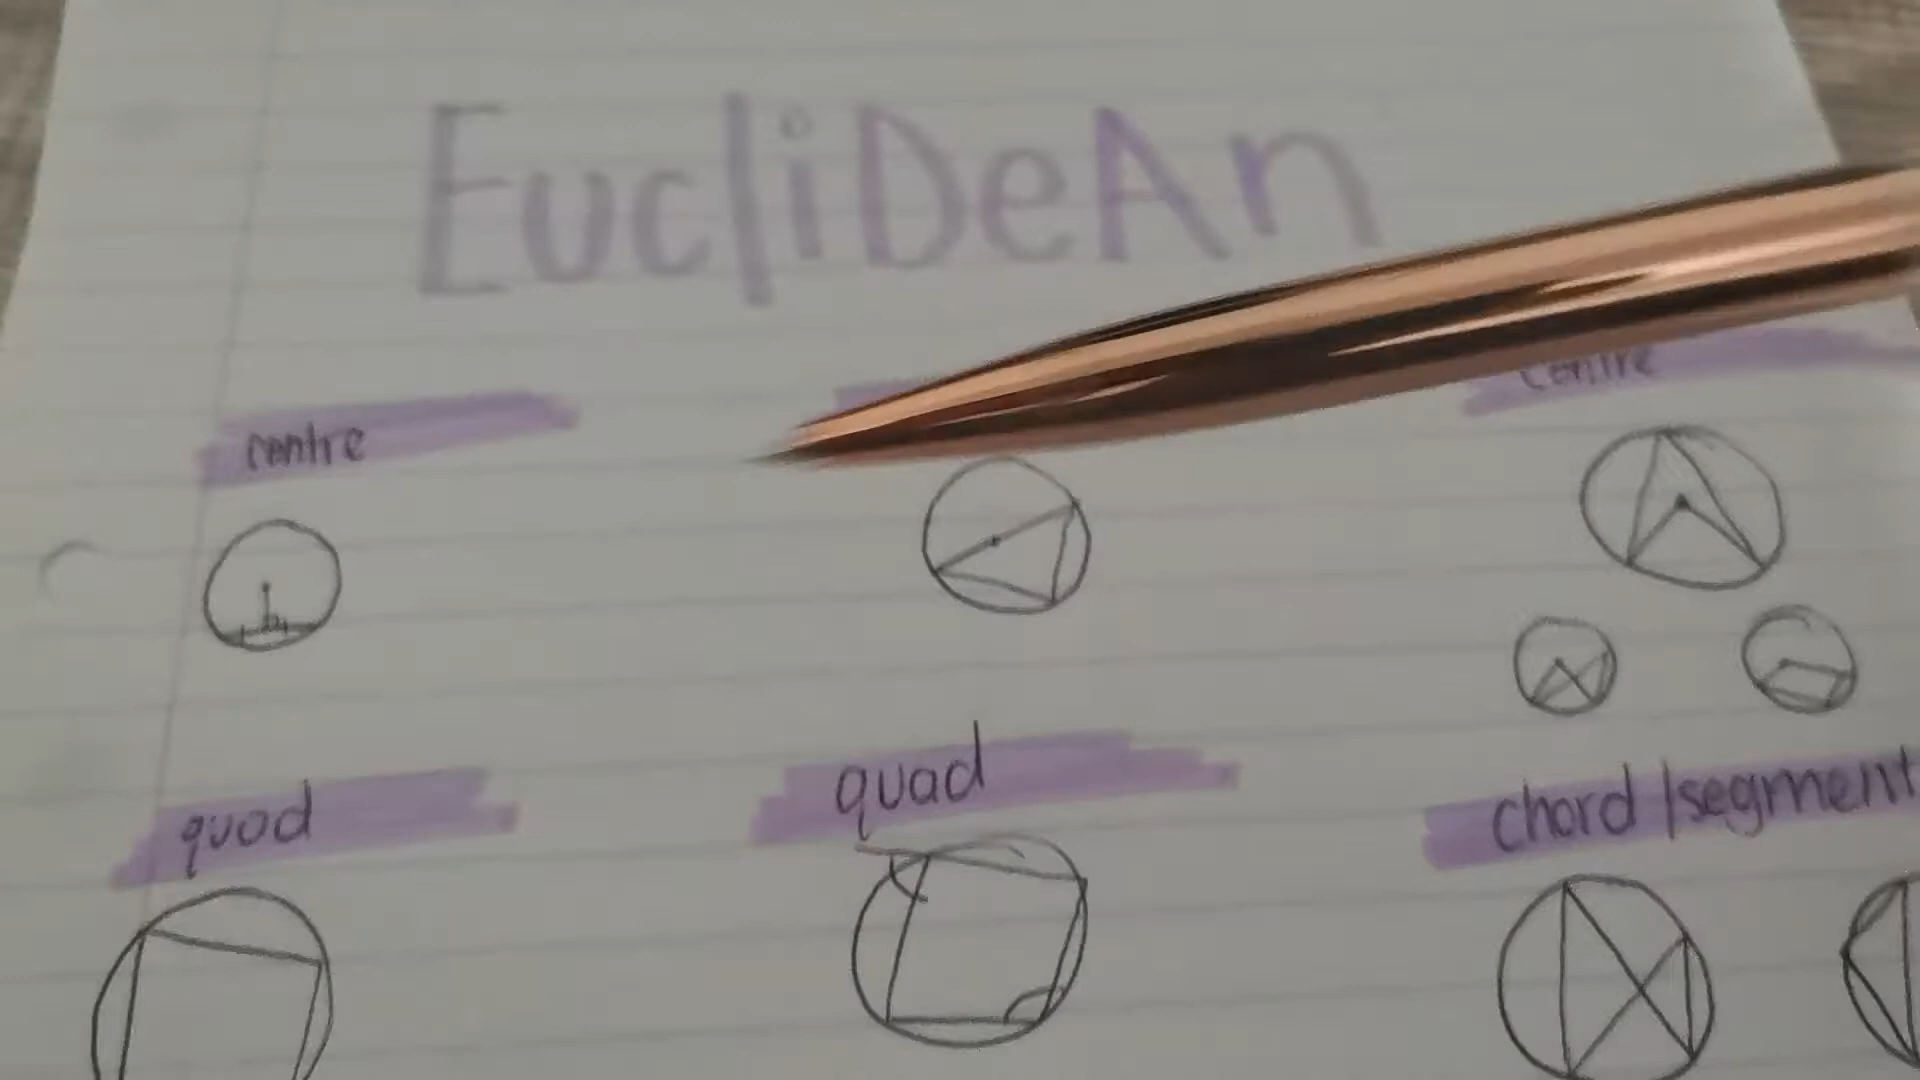 EucliDeAn
centre
centre
quad
quad
chord/segment